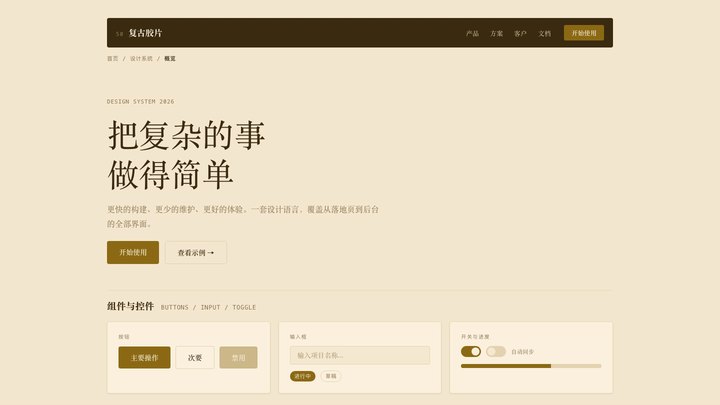 58 复古胶片 产品 方案 客户 文档 开始使用
首页 / 设计系统 / 概览
DESIGN SYSTEM 2026
把复杂的事
做得简单
更快的构建、更少的维护、更好的体验。一套设计语言，覆盖从落地页到后台
的全部界面。
开始使用 查看示例 →
组件与控件 BUTTONS / INPUT / TOGGLE
按钮
主要操作 次要 禁用
输入框
输入项目名称...
进行中 草稿
开关与进度
自动同步